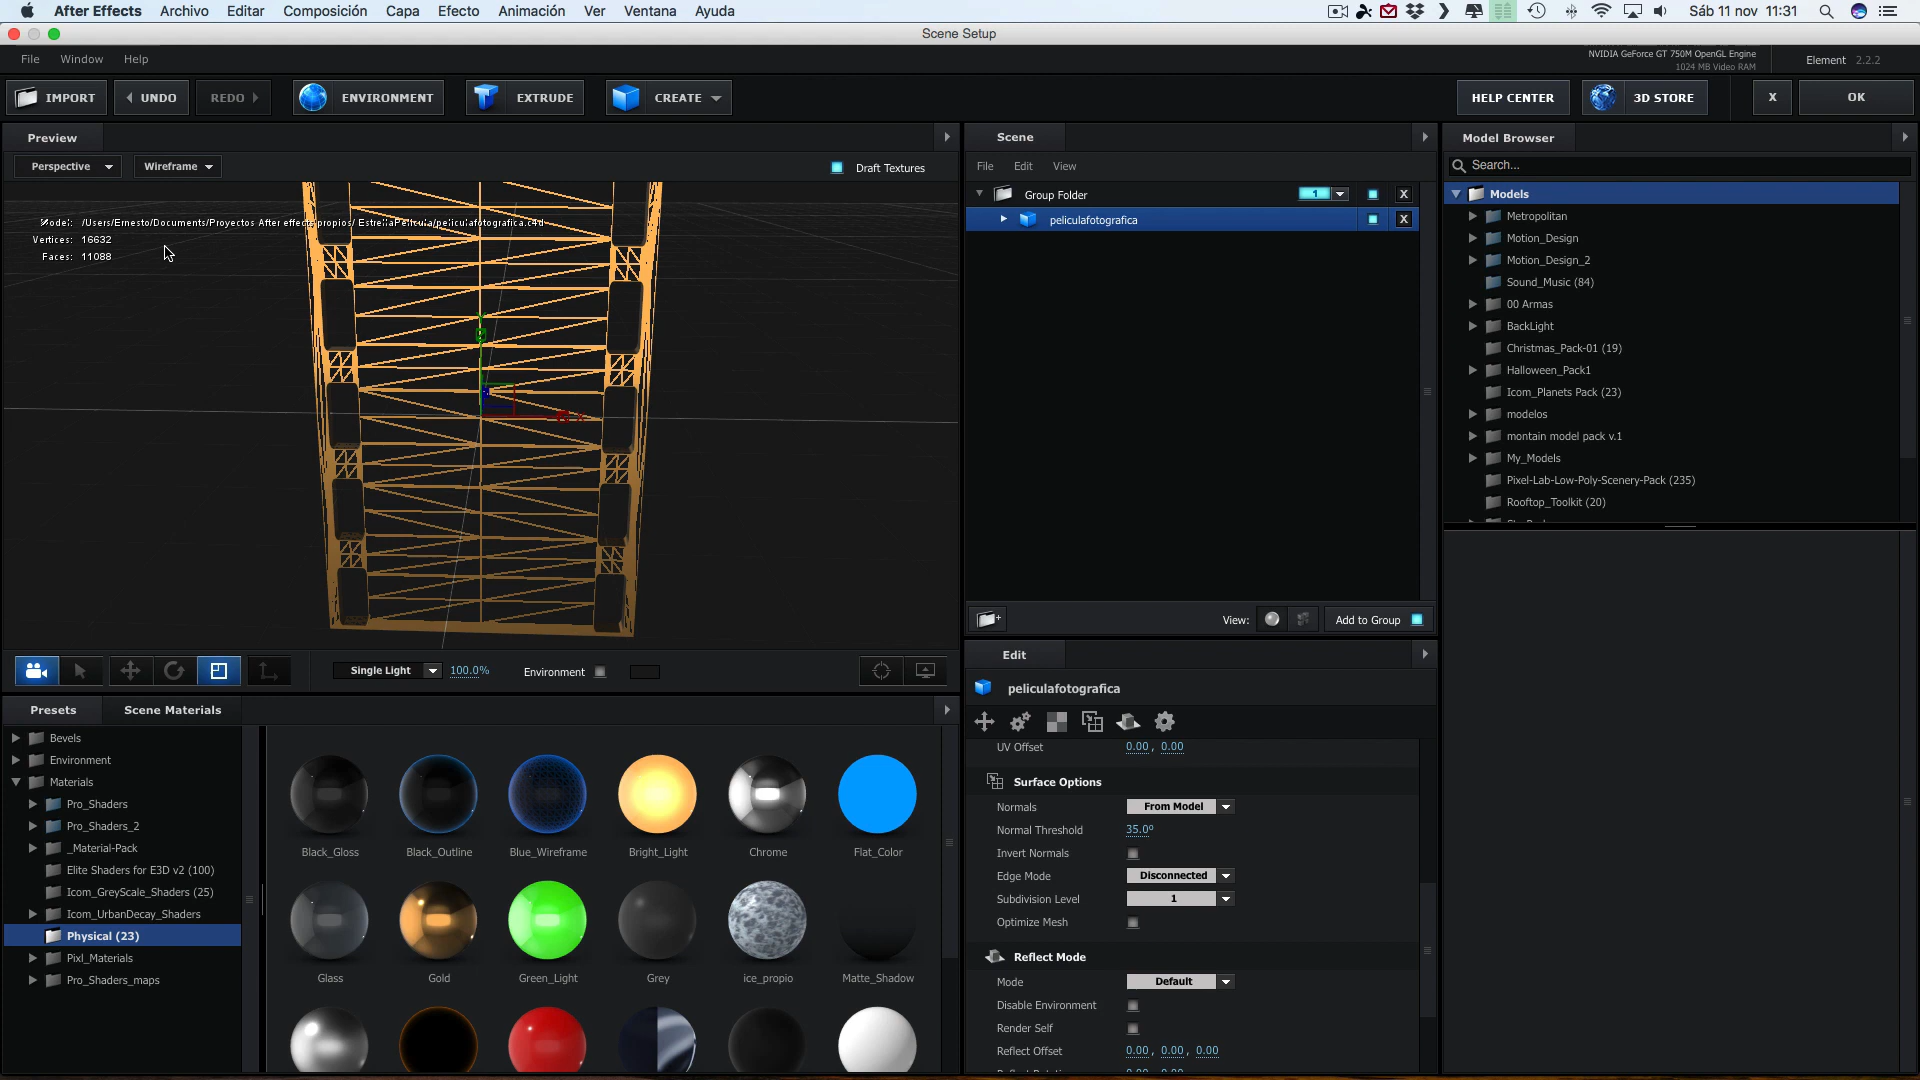 After Effects Archivo Editar Composición Capa Efecto Animación Ver Ventana Ayuda Sáb 11 nov 11:31
Scene Setup
File Window Help
NVIDIA GeForce GT 750M OpenGL Engine
1024 MB Video RAM
Element 2.2.2
IMPORT UNDO REDO ENVIRONMENT EXTRUDE CREATE HELP CENTER 3D STORE X OK
Preview
Perspective Wireframe Draft Textures
Model: /Users/Ernesto/Documents/Proyectos After effects propios/ EstrellaPelicula/peliculafotografica.c4d
Vertices: 16632
Faces: 11088
Single Light 100.0% Environment
Scene
File Edit View
Group Folder 1 X
peliculafotografica X
View: Add to Group
Model Browser
Search...
Models
Metropolitan
Motion_Design
Motion_Design_2
Sound_Music (84)
00 Armas
BackLight
Christmas_Pack-01 (19)
Halloween_Pack1
Icom_Planets Pack (23)
modelos
montain model pack v.1
My_Models
Pixel-Lab-Low-Poly-Scenery-Pack (235)
Rooftop_Toolkit (20)
Presets Scene Materials
Bevels
Environment
Materials
Pro_Shaders
Pro_Shaders_2
_Material-Pack
Elite Shaders for E3D v2 (100)
Icom_GreyScale_Shaders (25)
Icom_UrbanDecay_Shaders
Physical (23)
Pixl_Materials
Pro_Shaders_maps
Black_Gloss Black_Outline Blue_Wireframe Bright_Light Chrome Flat_Color
Glass Gold Green_Light Grey ice_propio Matte_Shadow
Edit
peliculafotografica
UV Offset 0.00, 0.00
Surface Options
Normals From Model
Normal Threshold 35.0º
Invert Normals
Edge Mode Disconnected
Subdivision Level 1
Optimize Mesh
Reflect Mode
Mode Default
Disable Environment
Render Self
Reflect Offset 0.00, 0.00, 0.00